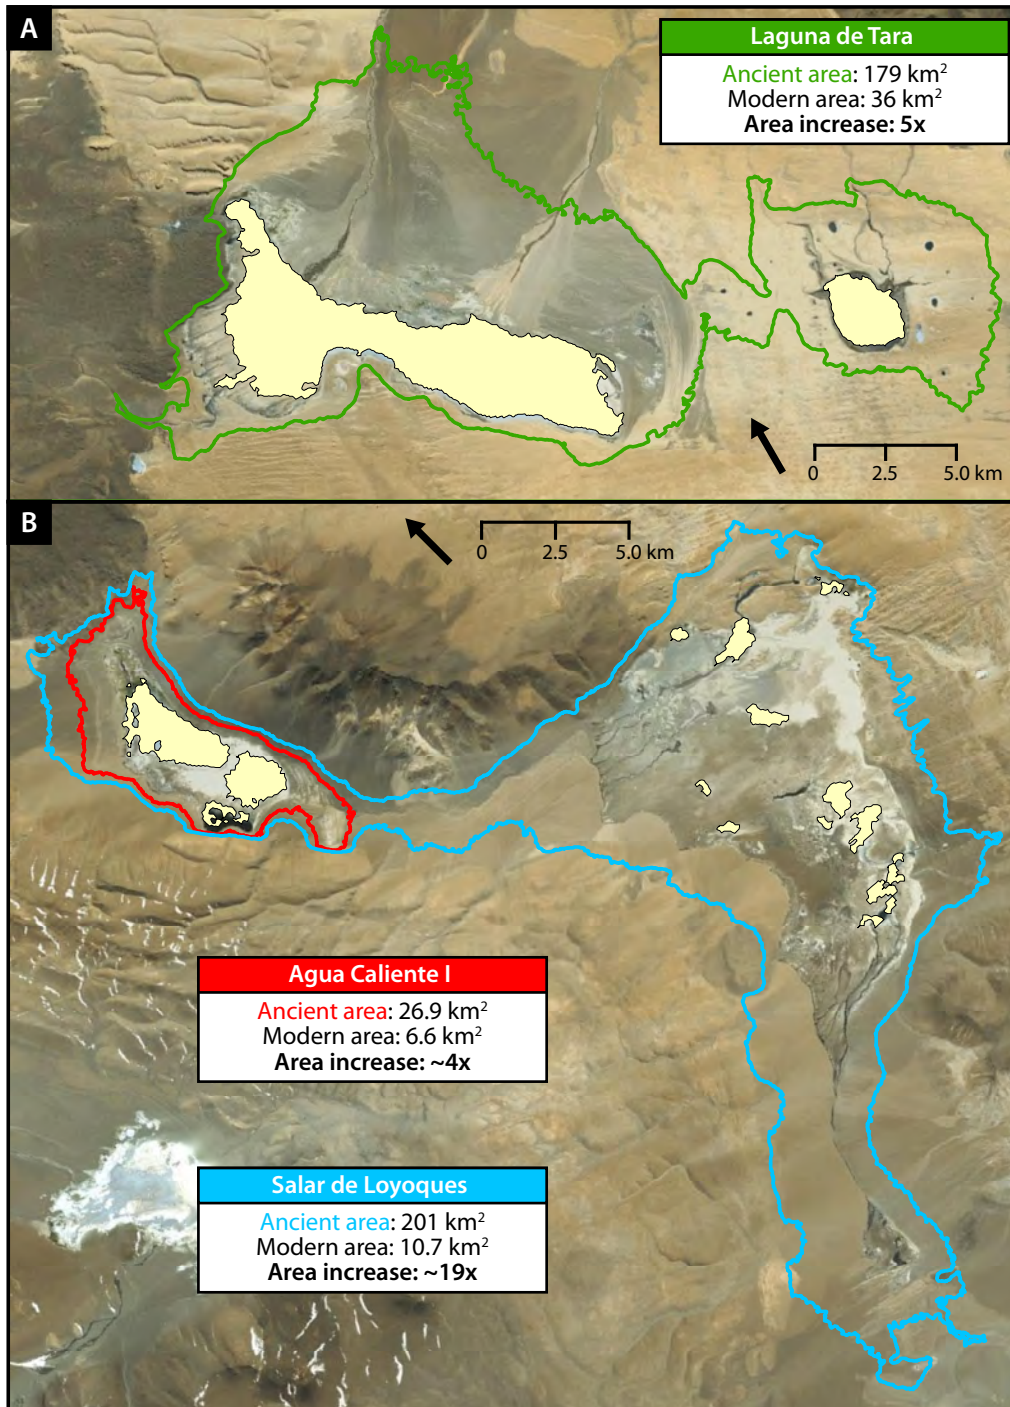 A
Laguna de Tara
Ancient area: 179 km²
Modern area: 36 km²
Area increase: 5x
0 2.5 5.0 km
B
0 2.5 5.0 km
Agua Caliente I
Ancient area: 26.9 km²
Modern area: 6.6 km²
Area increase: ~4x
Salar de Loyoques
Ancient area: 201 km²
Modern area: 10.7 km²
Area increase: ~19x